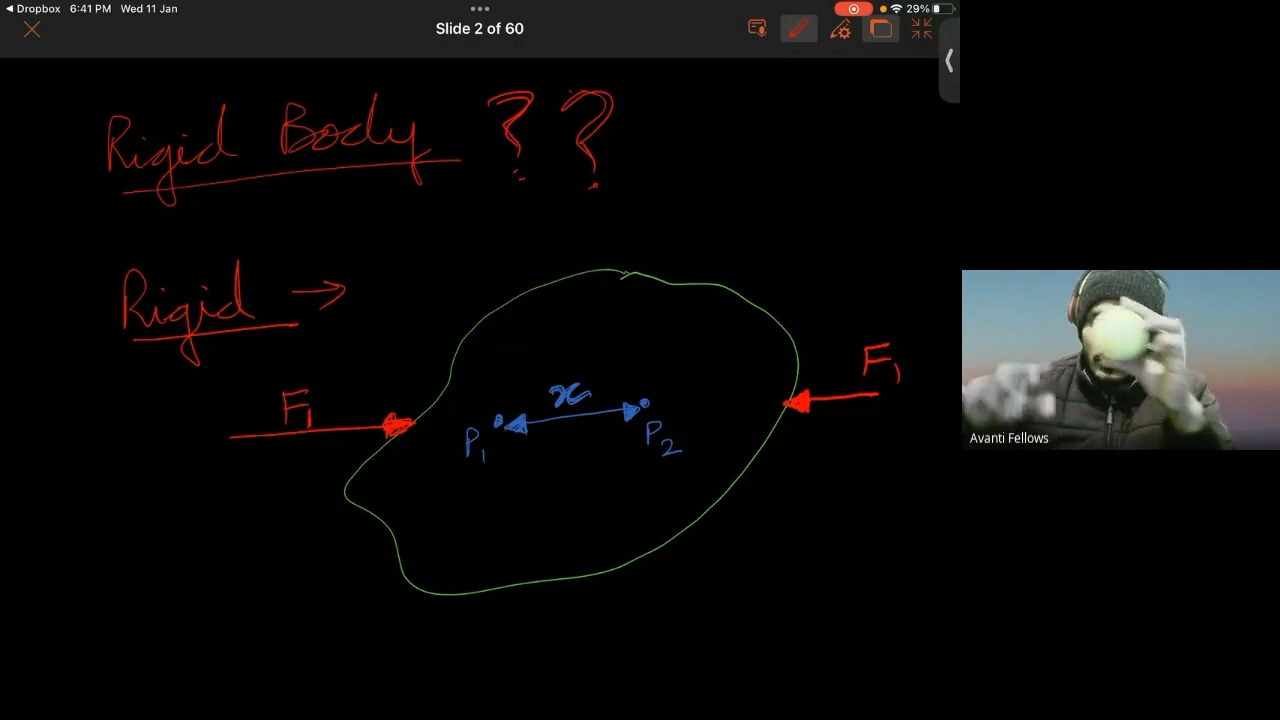 Dropbox 6:41 PM Wed 11 Jan
29%
Slide 2 of 60
Rigid Body ??
Rigid →
F1
F1
x
P1
P2
Avanti Fellows